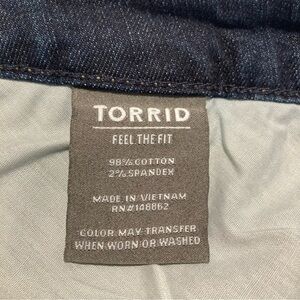 TORRID
FEEL THE FIT
98% COTTON
2% SPANDEX
MADE IN VIETNAM
RN#148862
COLOR MAY TRANSFER
WHEN WORN OR WASHED